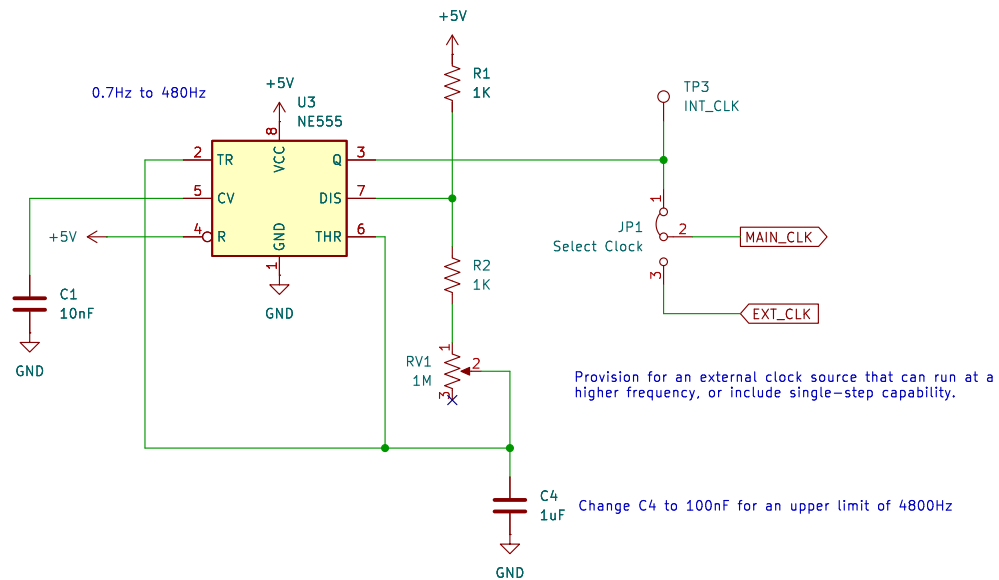 +5V
R1
1K
TP3
INT_CLK
0.7Hz to 480Hz
+5V
U3
NE555
8
VCC
2
TR
Q
3
5
CV
DIS
7
+5V
4
R
THR
6
GND
1
GND
C1
10nF
GND
R2
1K
RV1
1M
1
2
3
1
JP1
Select Clock
2
MAIN_CLK
3
EXT_CLK
Provision for an external clock source that can run at a
higher frequency, or include single-step capability.
C4
1uF
Change C4 to 100nF for an upper limit of 4800Hz
GND